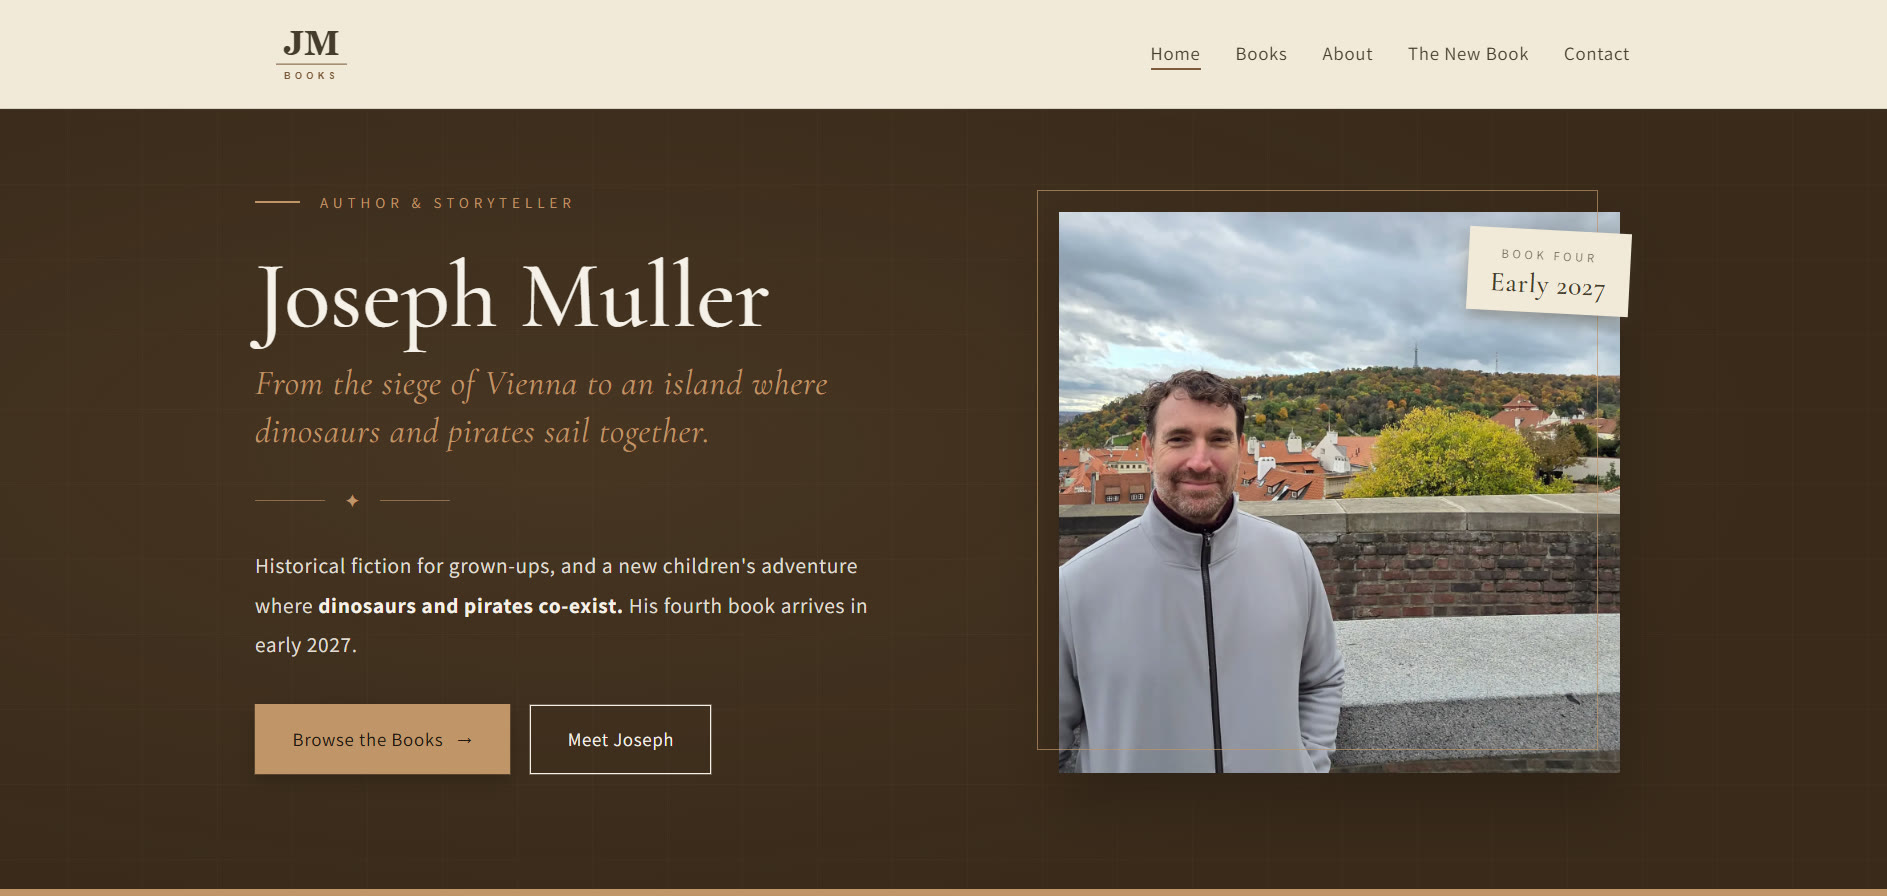 JM
BOOKS
Home
Books
About
The New Book
Contact
AUTHOR & STORYTELLER
Joseph Muller
From the siege of Vienna to an island where
dinosaurs and pirates sail together.
Historical fiction for grown-ups, and a new children's adventure
where dinosaurs and pirates co-exist. His fourth book arrives in
early 2027.
Browse the Books →
Meet Joseph
BOOK FOUR
Early 2027